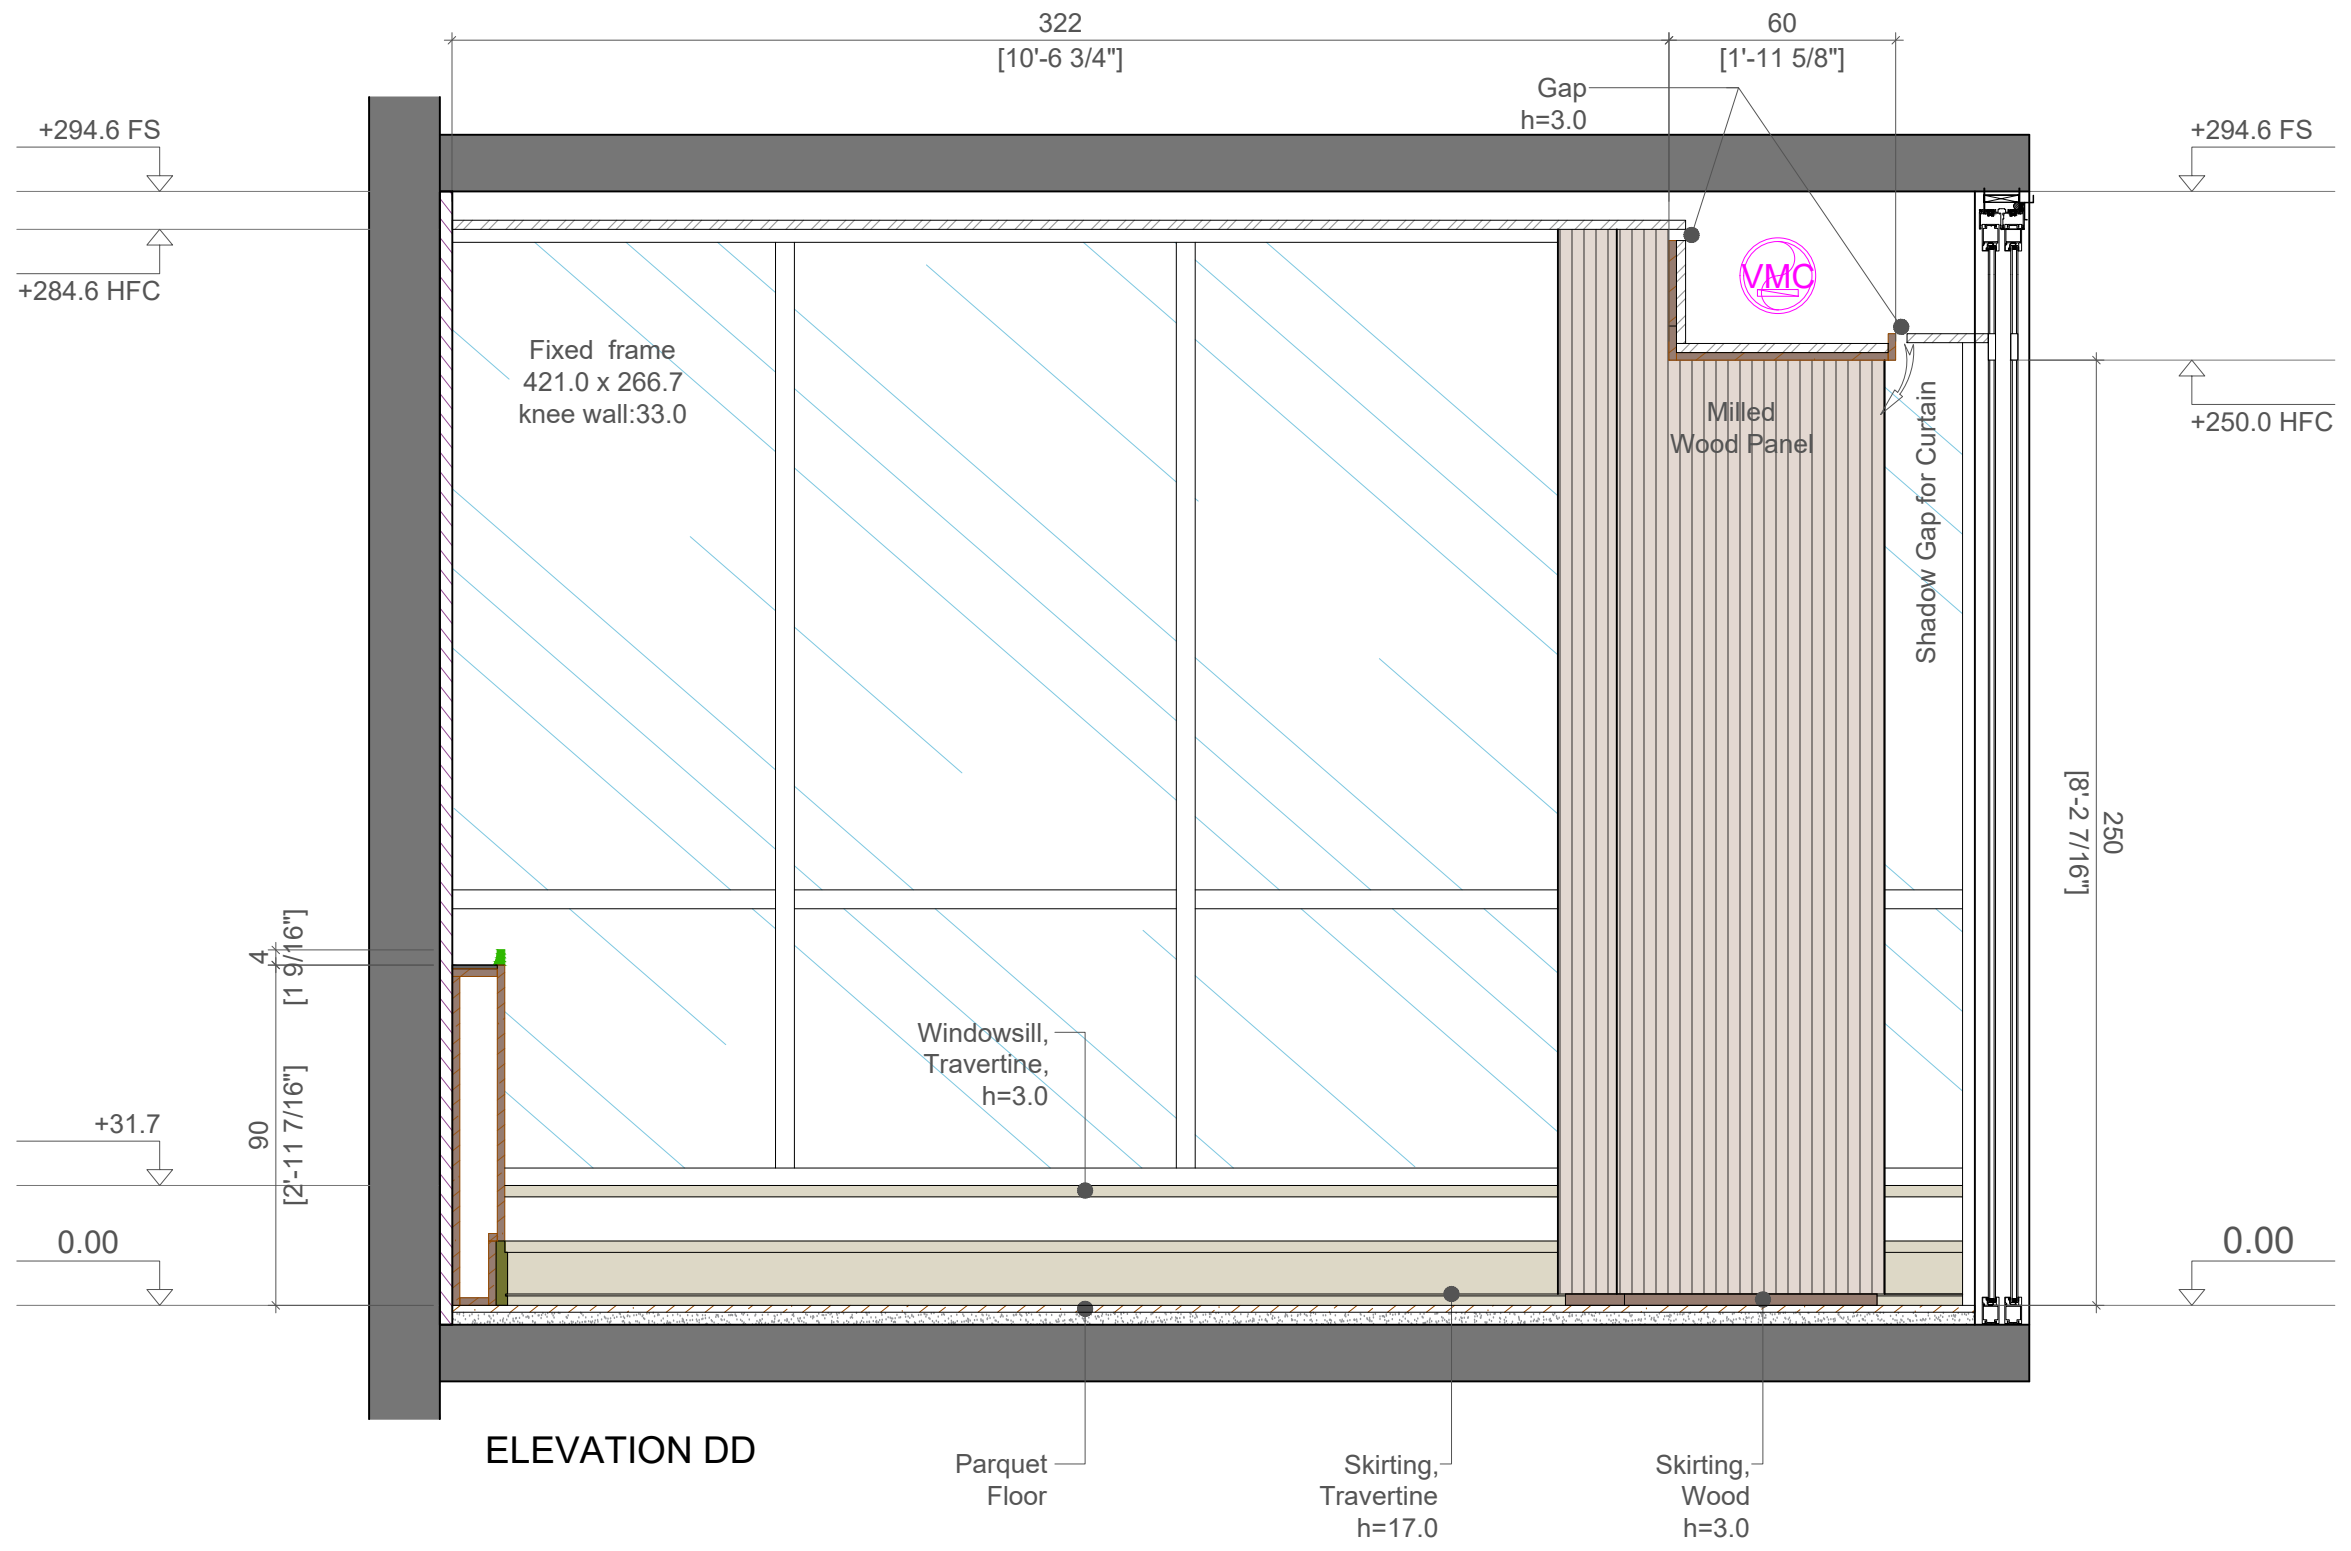 322
[10'-6 3/4"]
60
[1'-11 5/8"]
Gap
h=3.0
+294.6 FS
+294.6 FS
+284.6 HFC
VMC
Fixed  frame
421.0 x 266.7
knee wall:33.0
Milled
Wood Panel
Shadow Gap for Curtain
+250.0 HFC
250
[8'-2 7/16"]
4
[1 9/16"]
90
[2'-11 7/16"]
Windowsill,
Travertine,
h=3.0
+31.7
0.00
0.00
ELEVATION DD
Parquet
Floor
Skirting,
Travertine
h=17.0
Skirting,
Wood
h=3.0